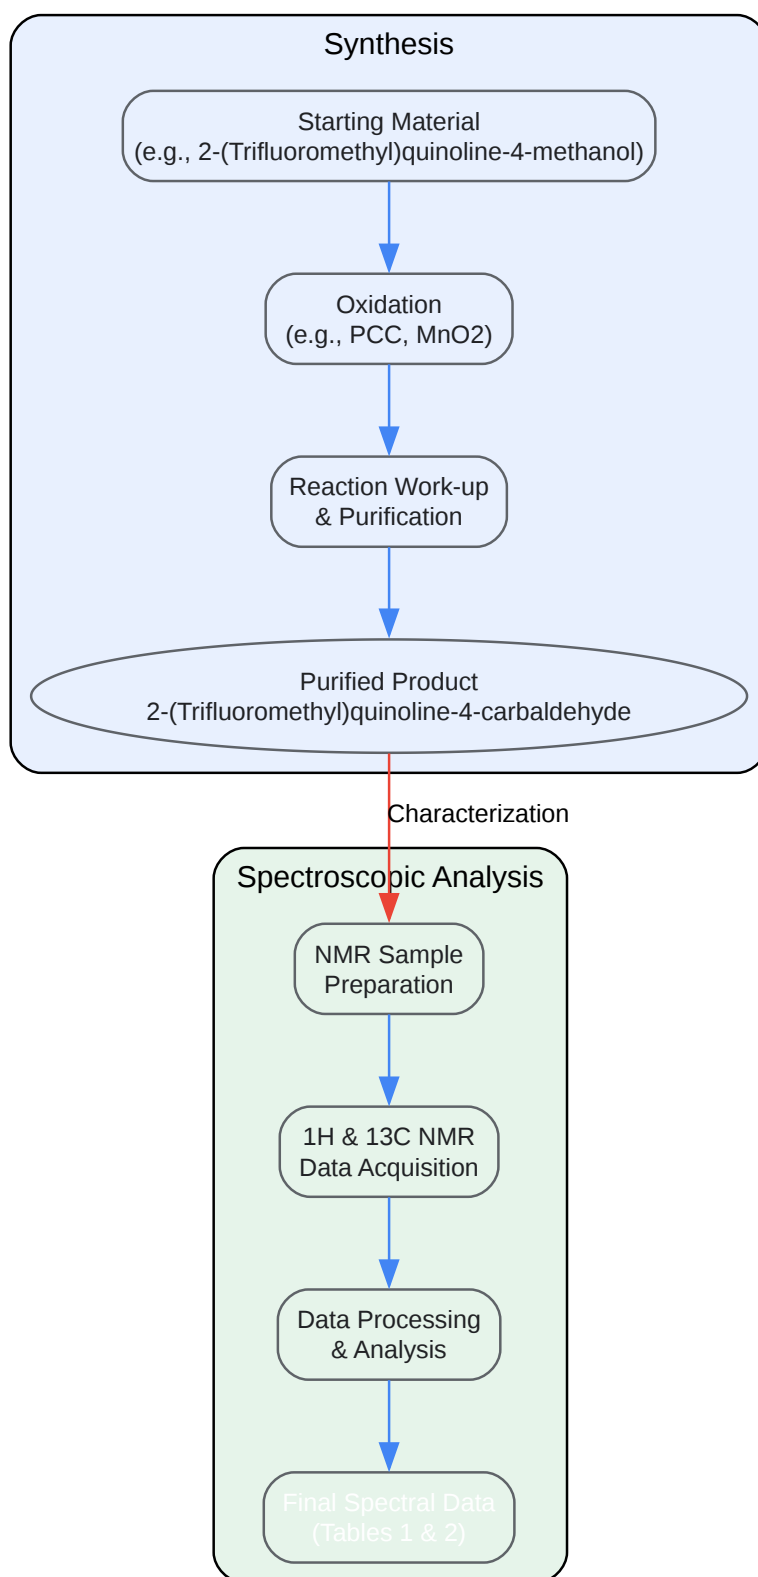 Synthesis
Starting Material
(e.g., 2-(Trifluoromethyl)quinoline-4-methanol)
Oxidation
(e.g., PCC, MnO2)
Reaction Work-up
& Purification
Purified Product
2-(Trifluoromethyl)quinoline-4-carbaldehyde
Characterization
Spectroscopic Analysis
NMR Sample
Preparation
1H & 13C NMR
Data Acquisition
Data Processing
& Analysis
Final Spectral Data
(Tables 1 & 2)